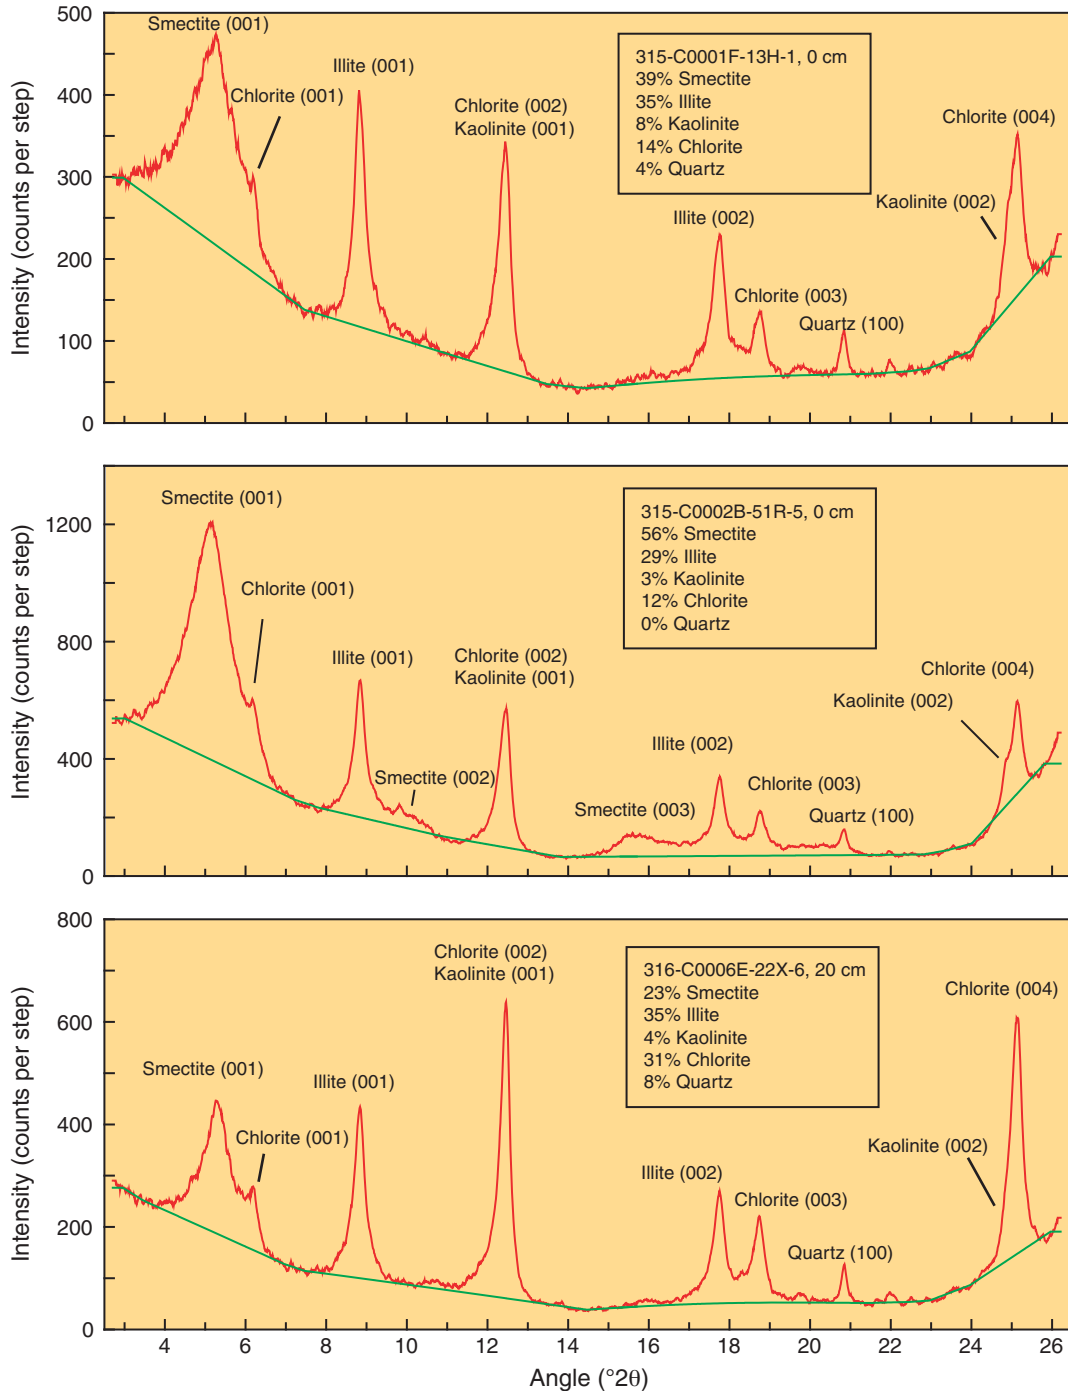 500
400
300
200
100
0
Intensity (counts per step)
Smectite (001)
Chlorite (001)
Illite (001)
Chlorite (002)
Kaolinite (001)
315-C0001F-13H-1, 0 cm
39% Smectite
35% Illite
8% Kaolinite
14% Chlorite
4% Quartz
Illite (002)
Chlorite (003)
Quartz (100)
Kaolinite (002)
Chlorite (004)
1200
800
400
0
Intensity (counts per step)
Smectite (001)
Chlorite (001)
Illite (001)
Smectite (002)
Chlorite (002)
Kaolinite (001)
315-C0002B-51R-5, 0 cm
56% Smectite
29% Illite
3% Kaolinite
12% Chlorite
0% Quartz
Smectite (003)
Illite (002)
Chlorite (003)
Quartz (100)
Kaolinite (002)
Chlorite (004)
800
600
400
200
0
Intensity (counts per step)
Smectite (001)
Chlorite (001)
Illite (001)
Chlorite (002)
Kaolinite (001)
316-C0006E-22X-6, 20 cm
23% Smectite
35% Illite
4% Kaolinite
31% Chlorite
8% Quartz
Illite (002)
Chlorite (003)
Quartz (100)
Kaolinite (002)
Chlorite (004)
4 6 8 10 12 14 16 18 20 22 24 26
Angle (°2θ)